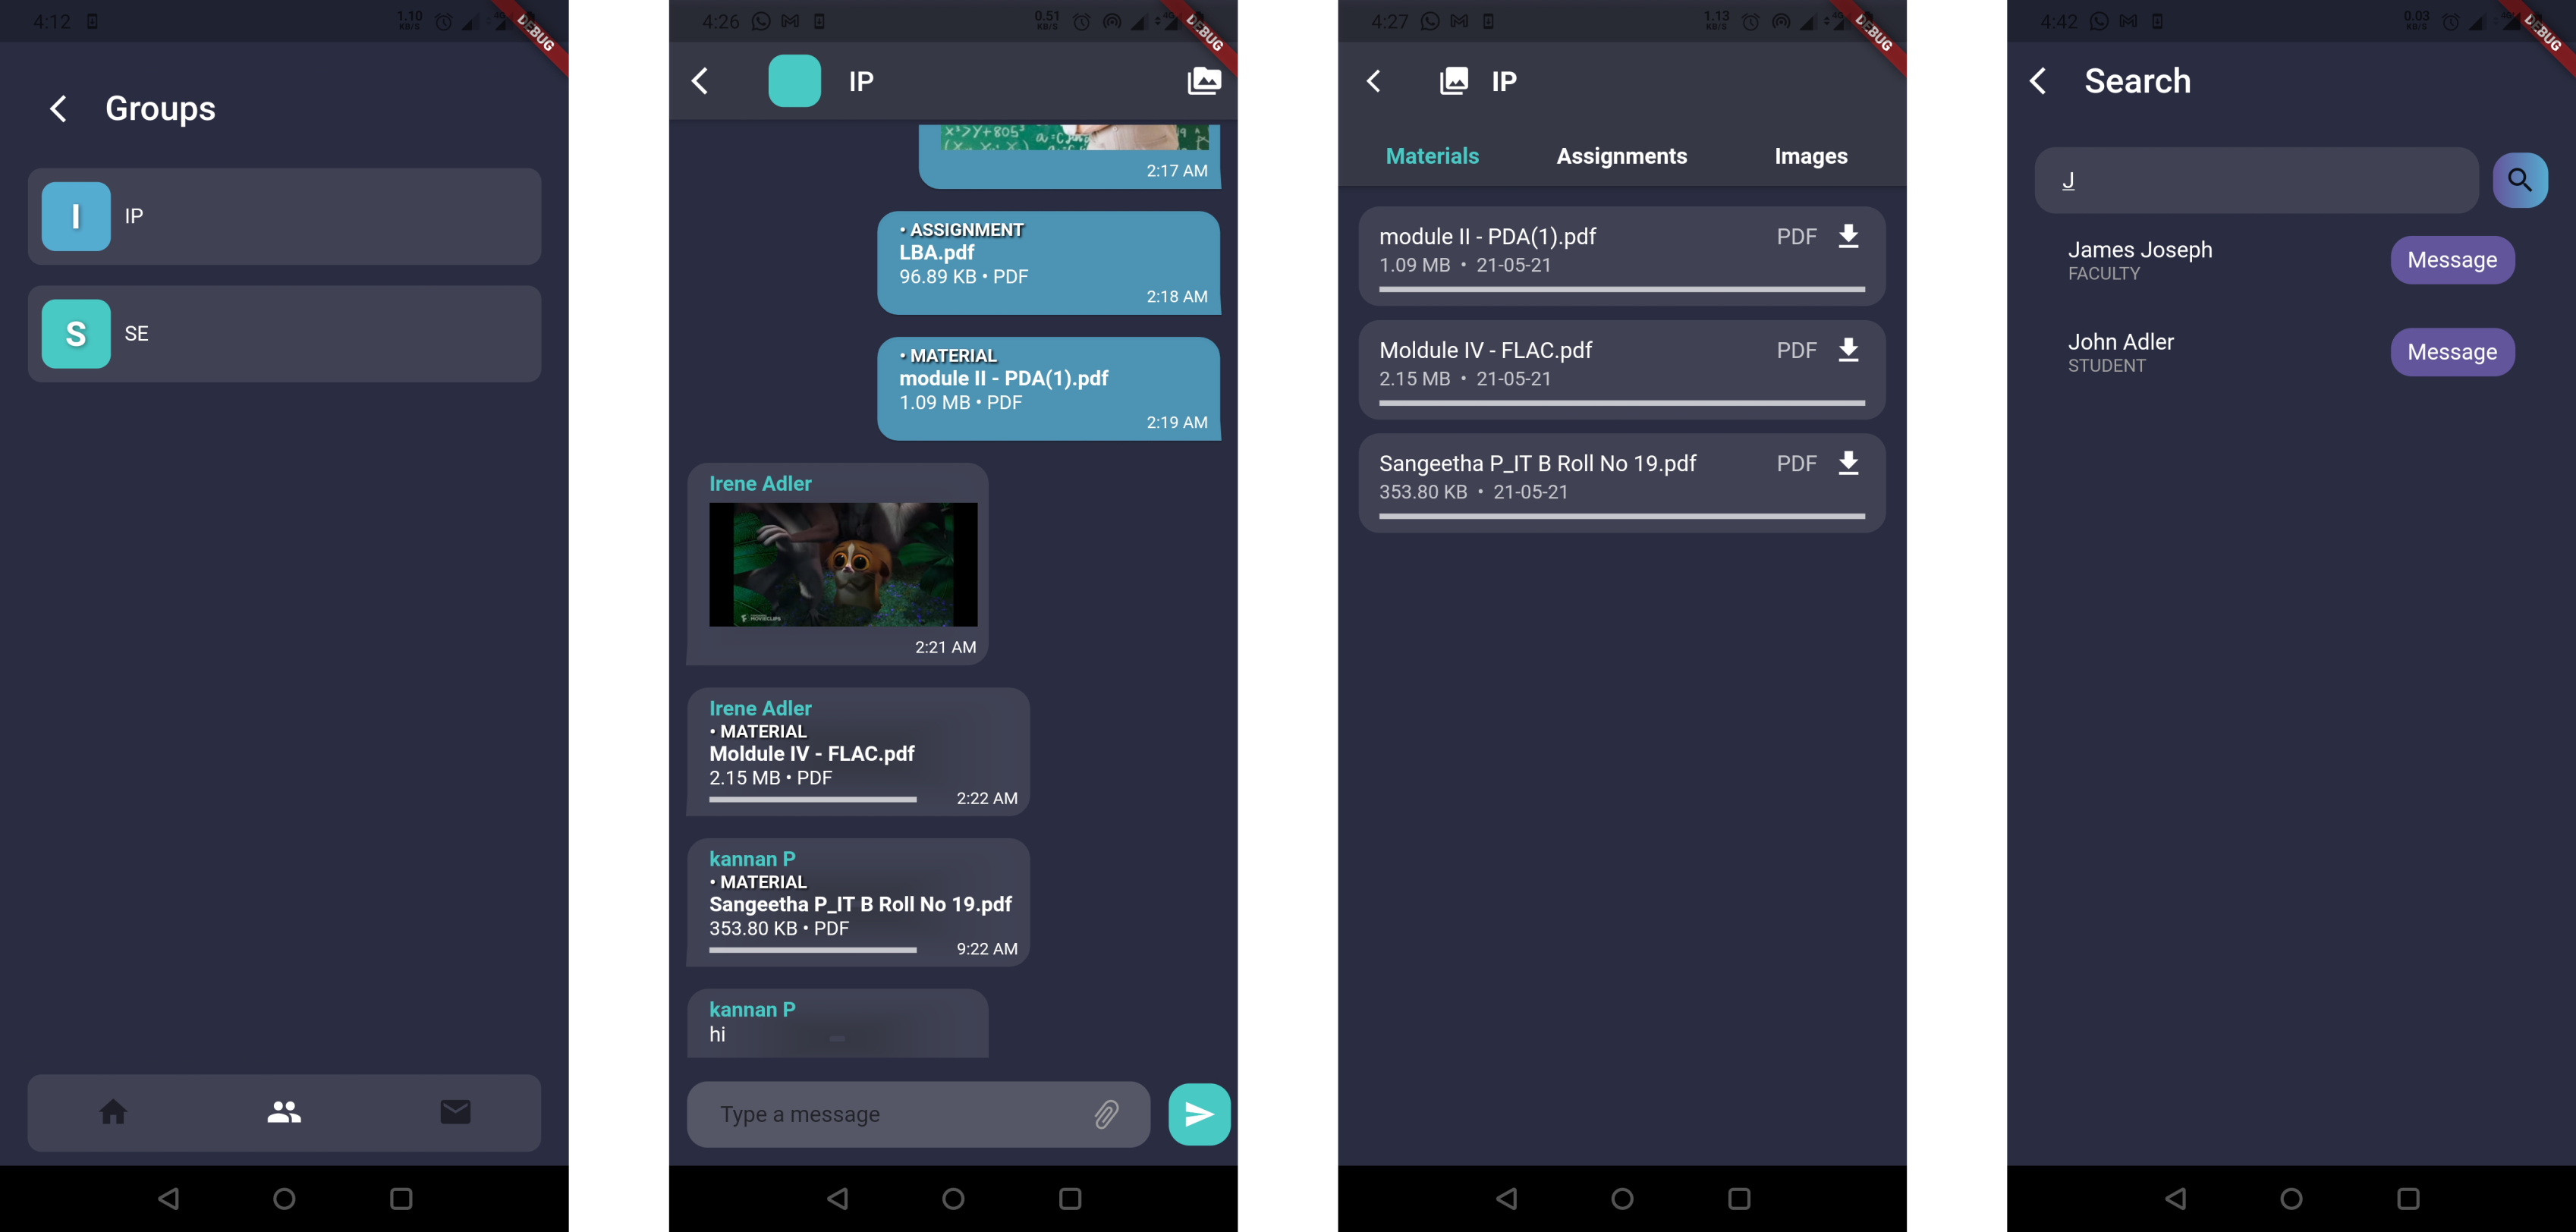 4:12
1.10
KB/S
4G
DEBUG
Groups
I
IP
S
SE
4:26
0.51
KB/S
4G
DEBUG
IP
2:17 AM
• ASSIGNMENT
LBA.pdf
96.89 KB • PDF
2:18 AM
• MATERIAL
module II - PDA(1).pdf
1.09 MB • PDF
2:19 AM
Irene Adler
MOVIECLIPS
2:21 AM
Irene Adler
• MATERIAL
Moldule IV - FLAC.pdf
2.15 MB • PDF
2:22 AM
kannan P
• MATERIAL
Sangeetha P_IT B Roll No 19.pdf
353.80 KB • PDF
9:22 AM
kannan P
hi
Type a message
4:27
1.13
KB/S
4G
DEBUG
IP
Materials Assignments Images
module II - PDA(1).pdf PDF
1.09 MB • 21-05-21
Moldule IV - FLAC.pdf PDF
2.15 MB • 21-05-21
Sangeetha P_IT B Roll No 19.pdf PDF
353.80 KB • 21-05-21
4:42
0.03
KB/S
4G
DEBUG
Search
J
James Joseph
FACULTY
Message
John Adler
STUDENT
Message